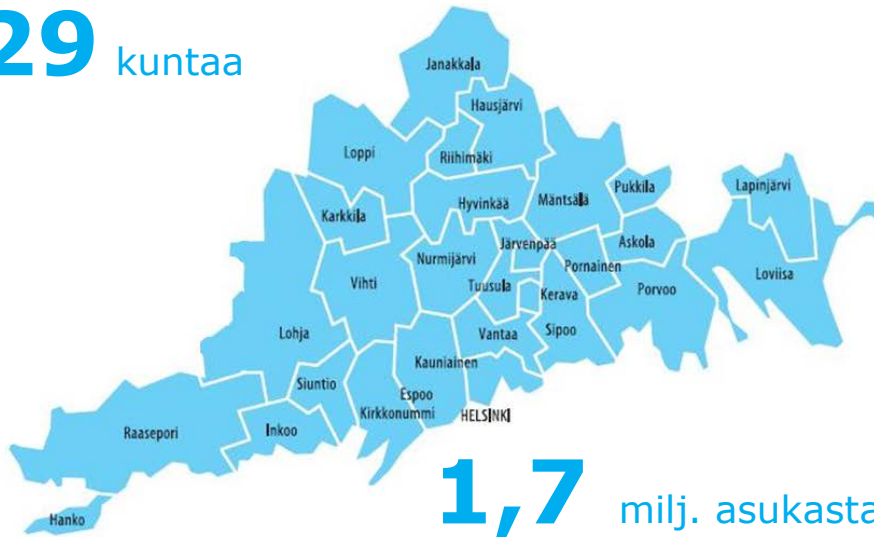 29 kuntaa
Janakkala
Hausjärvi
Loppi
Riihimäki
Pukkila
Lapinjärvi
Karkkila
Hyvinkää
Mäntsälä
Järvenpää
Askola
Nurmijärvi
Pornainen
Loviisa
Vihti
Tuusula
Kerava
Porvoo
Lohja
Vantaa
Sipoo
Kauniainen
Siuntio
Espoo
Kirkkonummi
HELSINKI
Raasepori
Inkoo
Hanko
1,7 milj. asukasta